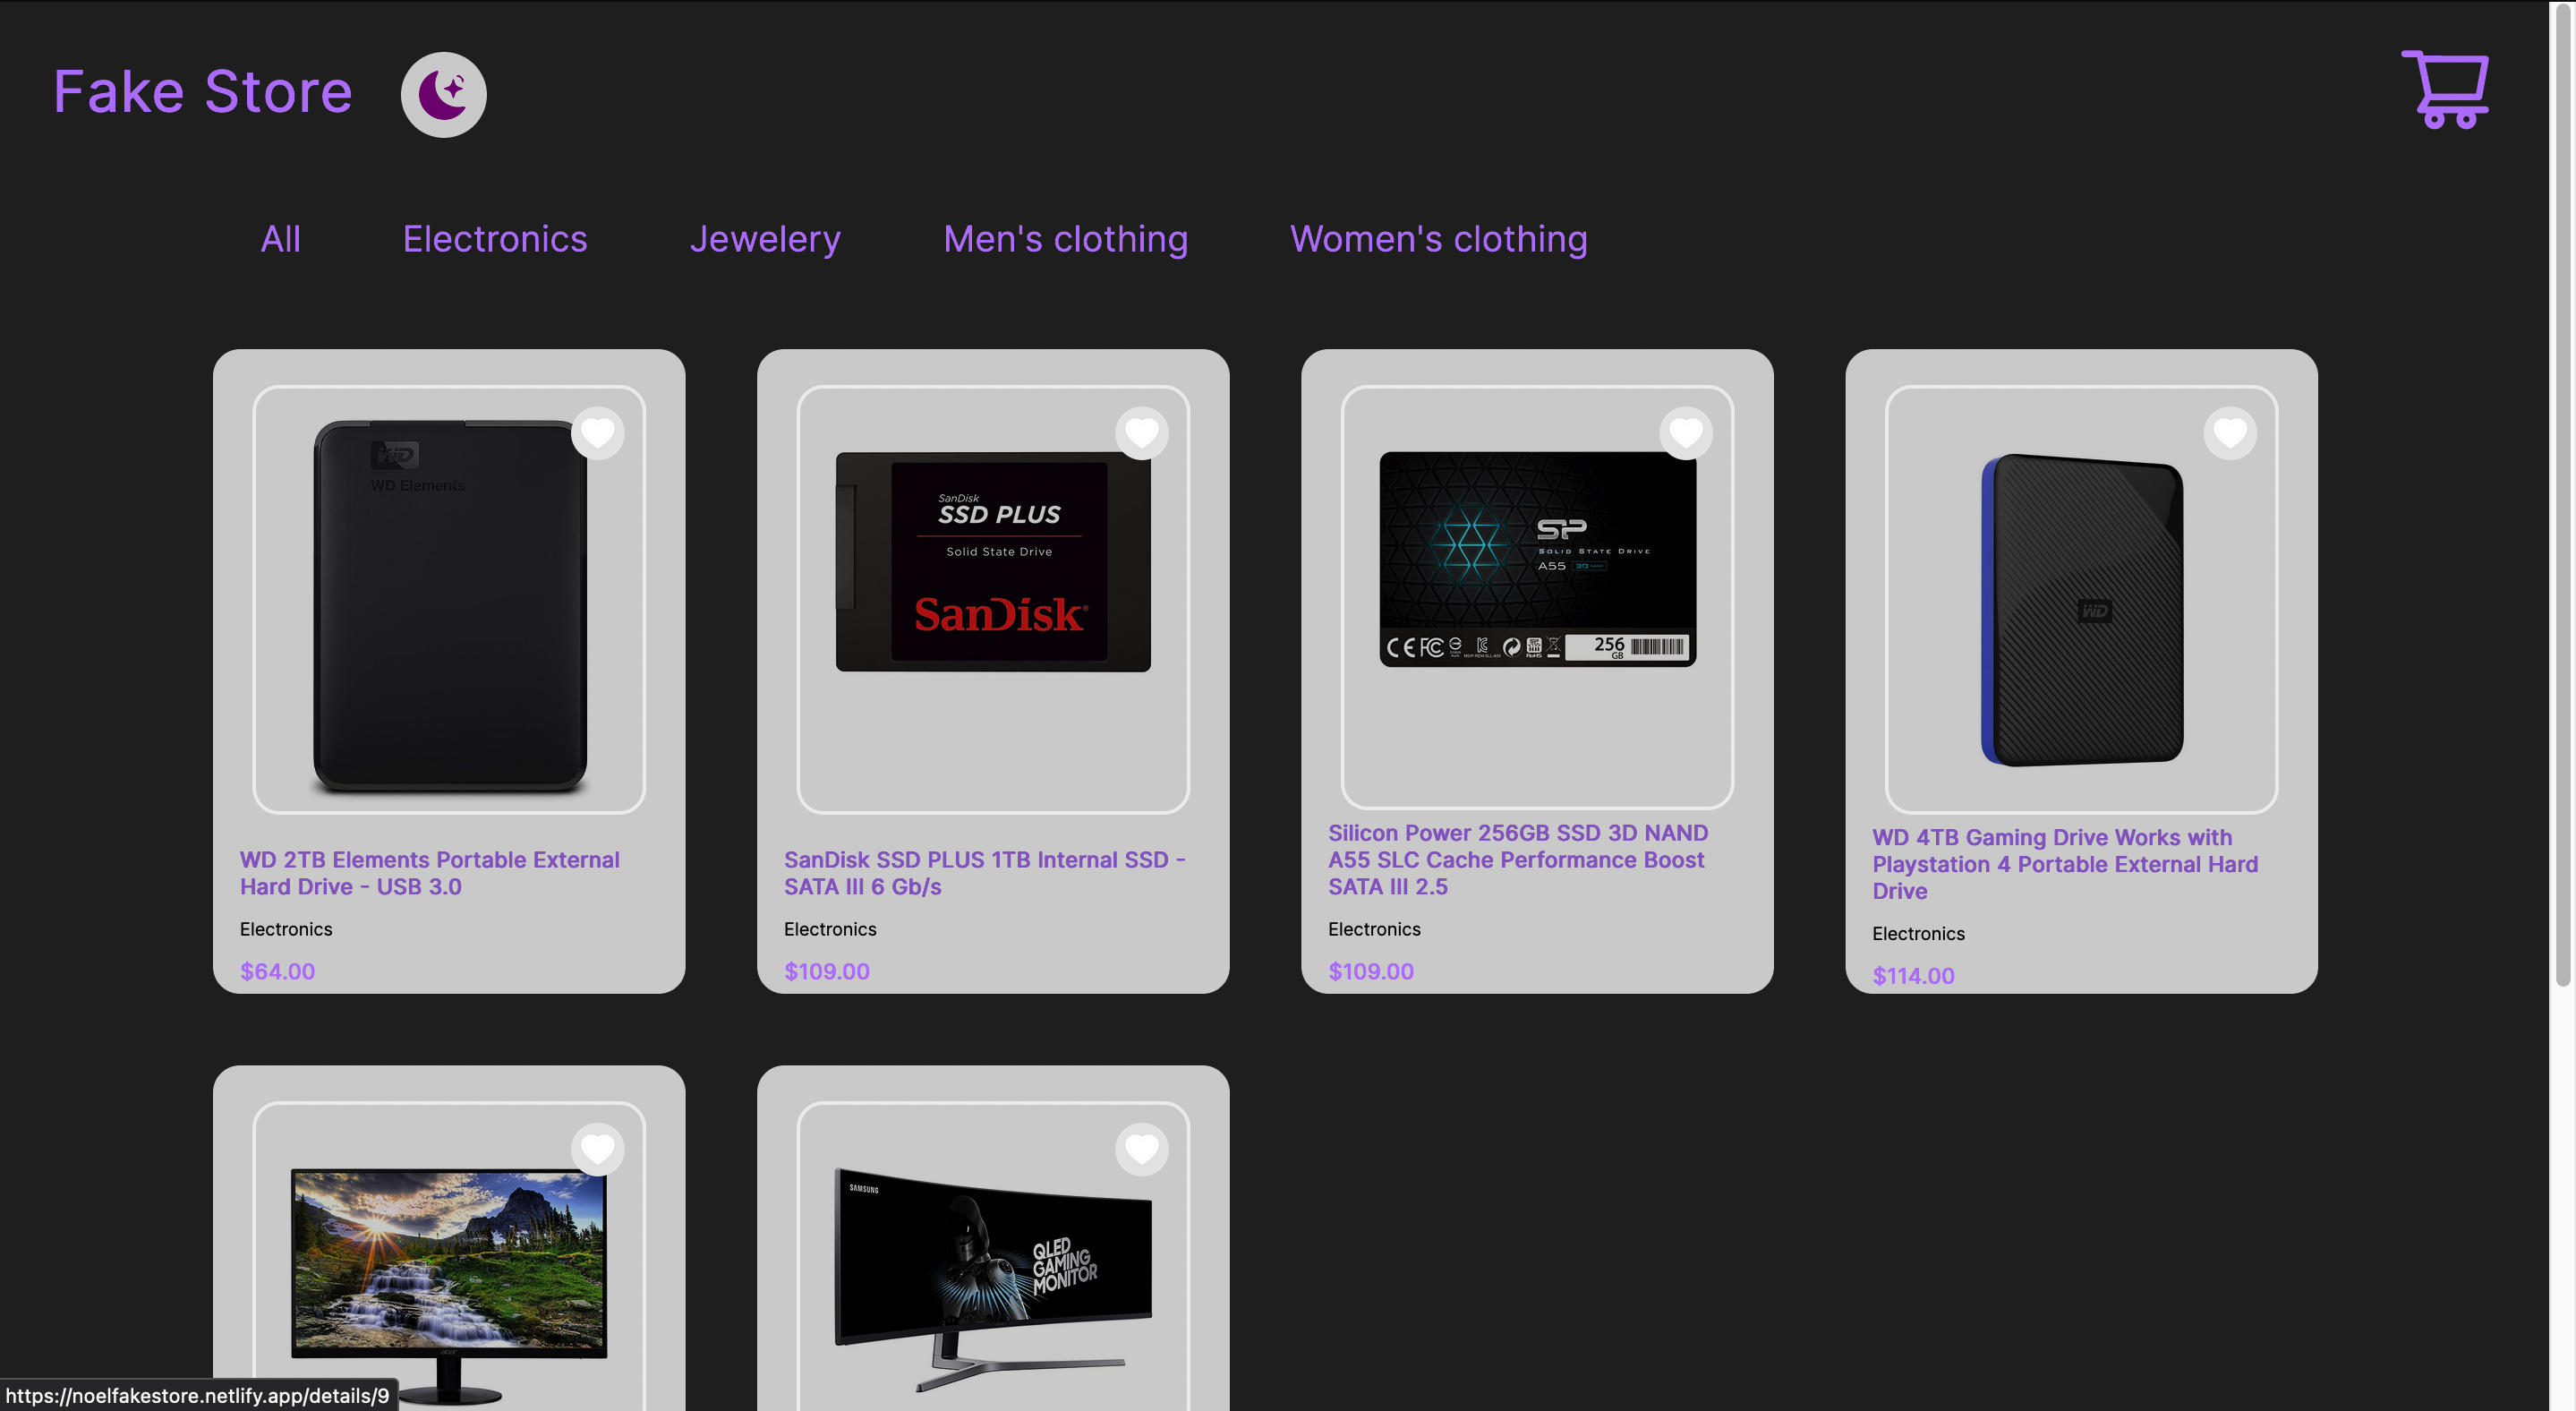 Fake Store
All
Electronics
Jewelery
Men's clothing
Women's clothing
WD
WD Elements
SanDisk
SSD PLUS
Solid State Drive
SanDisk
SP
SOLID STATE DRIVE
A55
256
GB
WD
WD 2TB Elements Portable External
Hard Drive - USB 3.0
Electronics
$64.00
SanDisk SSD PLUS 1TB Internal SSD -
SATA III 6 Gb/s
Electronics
$109.00
Silicon Power 256GB SSD 3D NAND
A55 SLC Cache Performance Boost
SATA III 2.5
Electronics
$109.00
WD 4TB Gaming Drive Works with
Playstation 4 Portable External Hard
Drive
Electronics
$114.00
acer
SAMSUNG
QLED
GAMING
MONITOR
https://noelfakestore.netlify.app/details/9